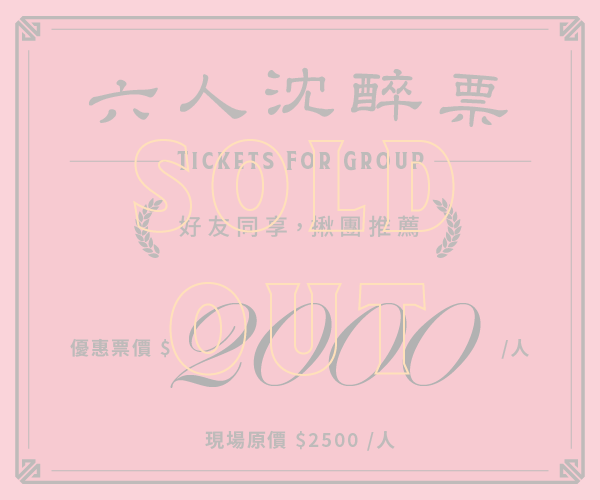 六人沈醉票
TICKETS FOR GROUP
SOLD
好友同享，揪團推薦
OUT
優惠票價 $2000 /人
現場原價 $2500 /人